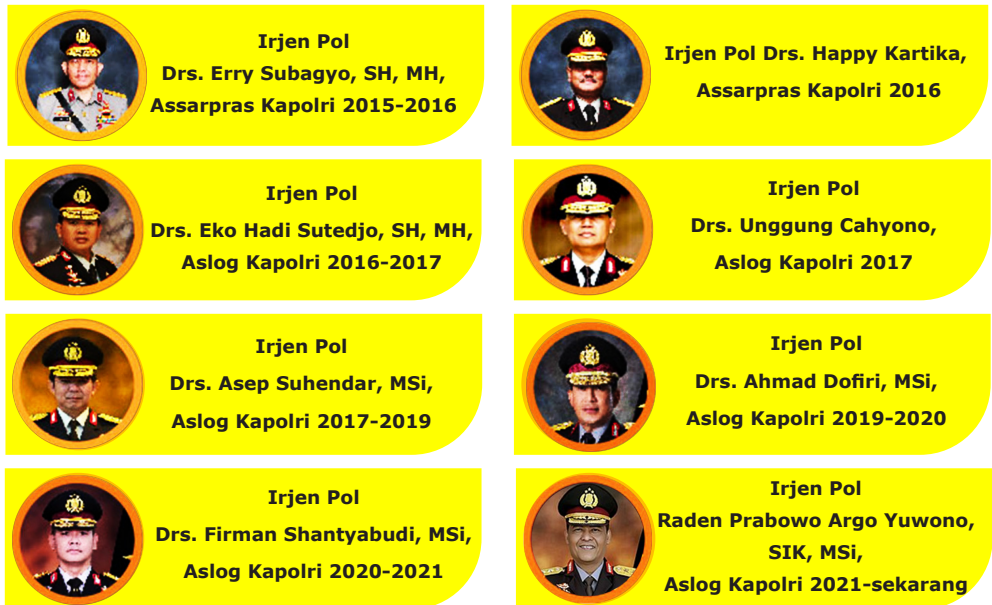 Irjen Pol
Drs. Erry Subagyo, SH, MH,
Assarpras Kapolri 2015-2016
Irjen Pol Drs. Happy Kartika,
Assarpras Kapolri 2016
Irjen Pol
Drs. Eko Hadi Sutedjo, SH, MH,
Aslog Kapolri 2016-2017
Irjen Pol
Drs. Unggung Cahyono,
Aslog Kapolri 2017
Irjen Pol
Drs. Asep Suhendar, MSi,
Aslog Kapolri 2017-2019
Irjen Pol
Drs. Ahmad Dofiri, MSi,
Aslog Kapolri 2019-2020
Irjen Pol
Drs. Firman Shantyabudi, MSi,
Aslog Kapolri 2020-2021
Irjen Pol
Raden Prabowo Argo Yuwono,
SIK, MSi,
Aslog Kapolri 2021-sekarang